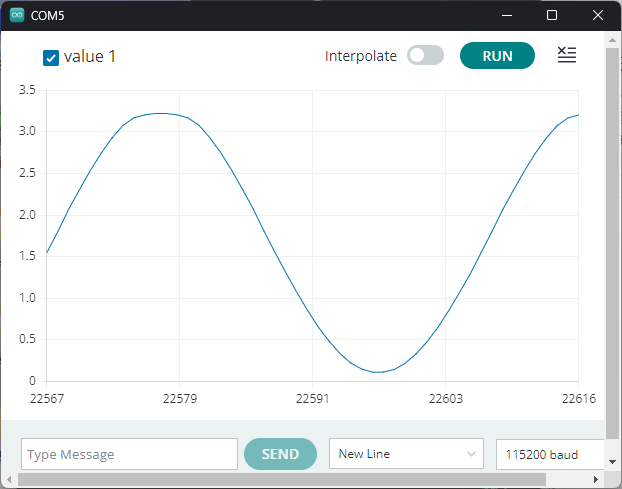 COM5
value 1
Interpolate
RUN
3.5
3.0
2.5
2.0
1.5
1.0
0.5
0
22567 22579 22591 22603 22616
Type Message
SEND
New Line
115200 baud